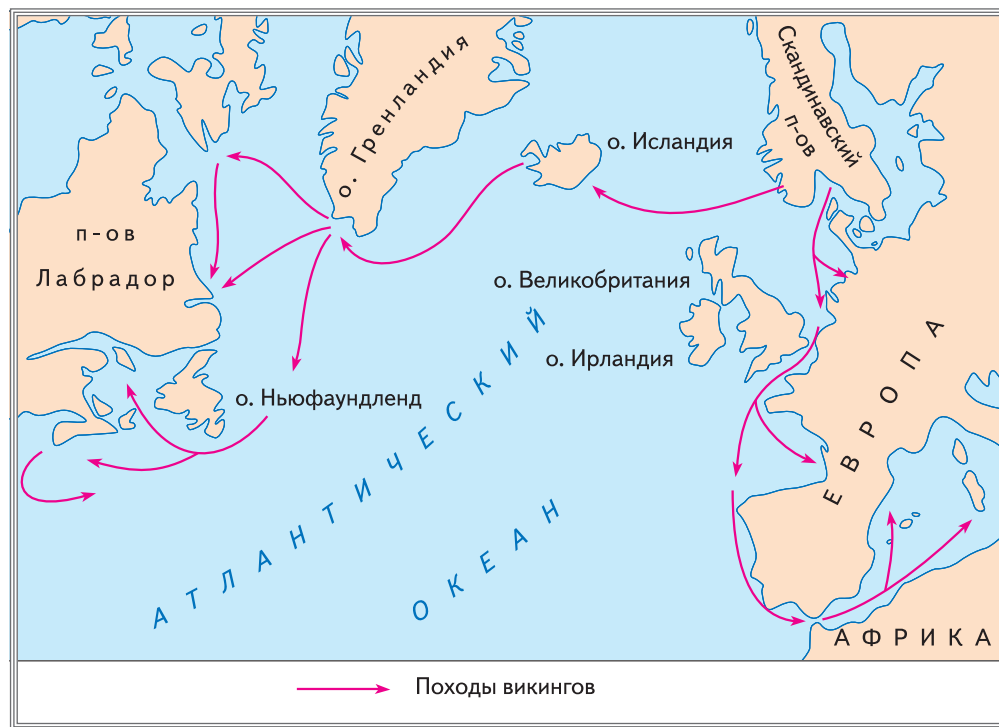 о. Гренландия
Скандинавский
п-ов
о. Исландия
п-ов
Лабрадор
о. Великобритания
о. Ирландия
о. Ньюфаундленд
ЕВРОПА
АТЛАНТИЧЕСКИЙ
ОКЕАН
АФРИКА
Походы викингов